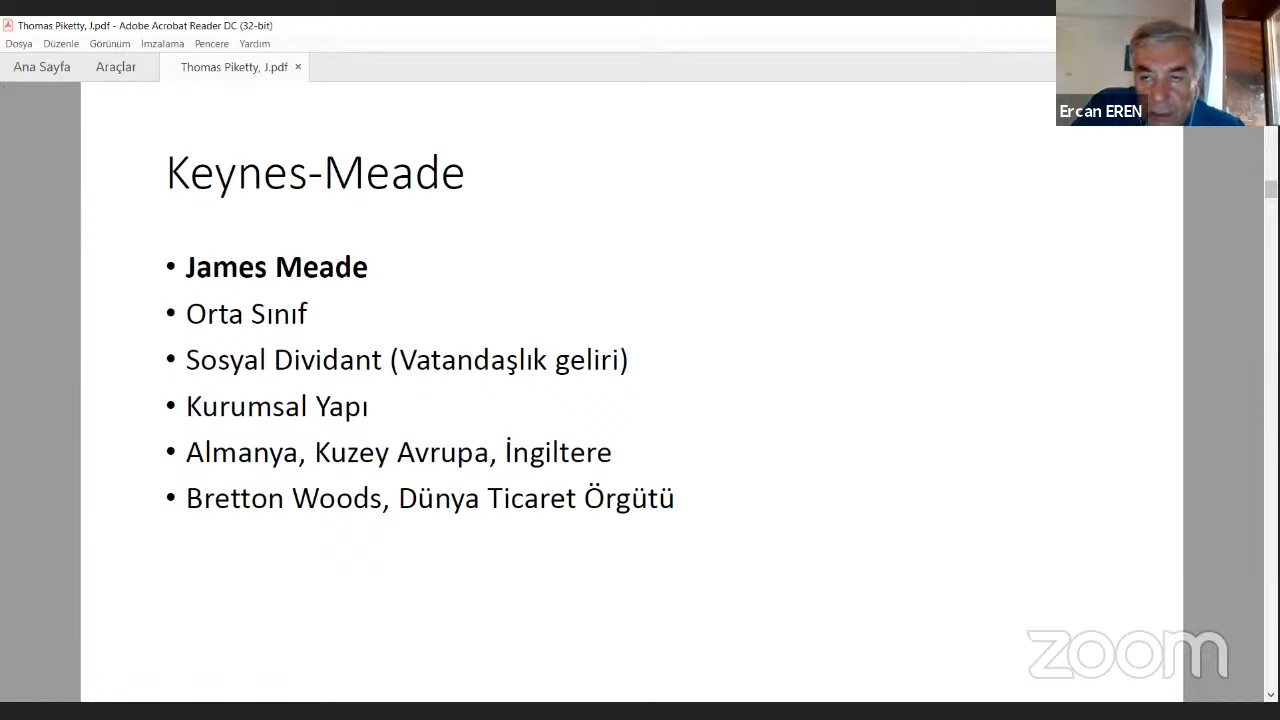 Thomas Piketty, J.pdf - Adobe Acrobat Reader DC (32-bit)
Dosya Düzenle Görünüm İmzalama Pencere Yardım
Ana Sayfa Araçlar Thomas Piketty, J.pdf ×
Ercan EREN
Keynes-Meade
• James Meade
• Orta Sınıf
• Sosyal Dividant (Vatandaşlık geliri)
• Kurumsal Yapı
• Almanya, Kuzey Avrupa, İngiltere
• Bretton Woods, Dünya Ticaret Örgütü
zoom